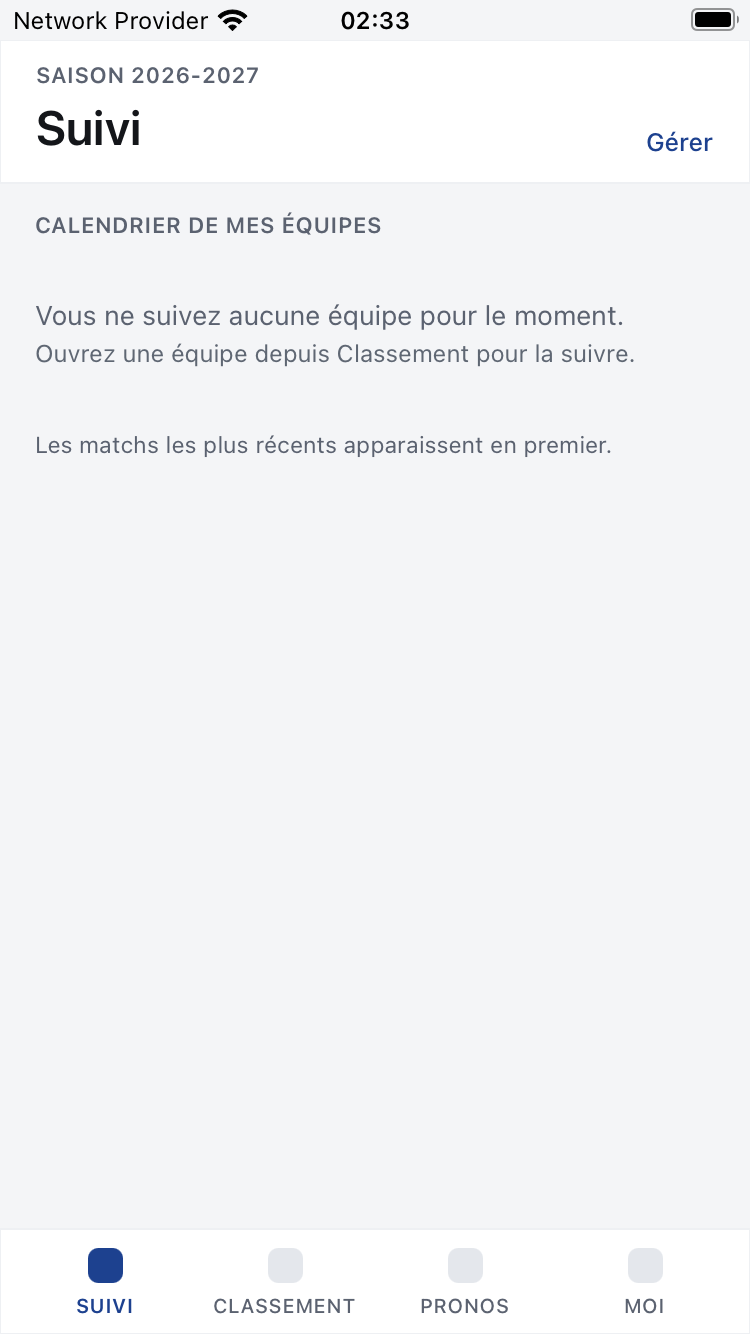 Network Provider 02:33
SAISON 2026-2027
Suivi
Gérer
CALENDRIER DE MES ÉQUIPES
Vous ne suivez aucune équipe pour le moment.
Ouvrez une équipe depuis Classement pour la suivre.
Les matchs les plus récents apparaissent en premier.
SUIVI CLASSEMENT PRONOS MOI